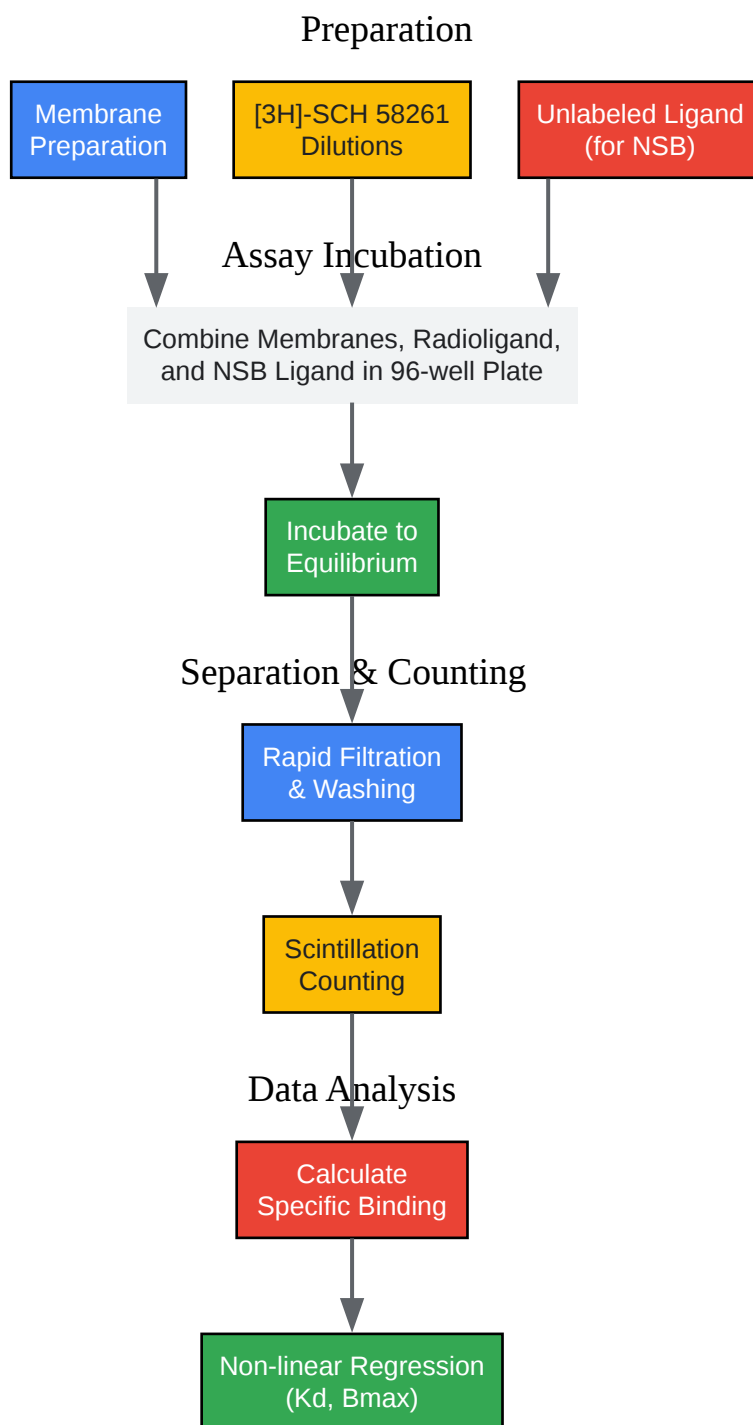 Preparation
Membrane
Preparation
[3H]-SCH 58261
Dilutions
Unlabeled Ligand
(for NSB)
Assay Incubation
Combine Membranes, Radioligand,
and NSB Ligand in 96-well Plate
Incubate to
Equilibrium
Separation & Counting
Rapid Filtration
& Washing
Scintillation
Counting
Data Analysis
Calculate
Specific Binding
Non-linear Regression
(Kd, Bmax)